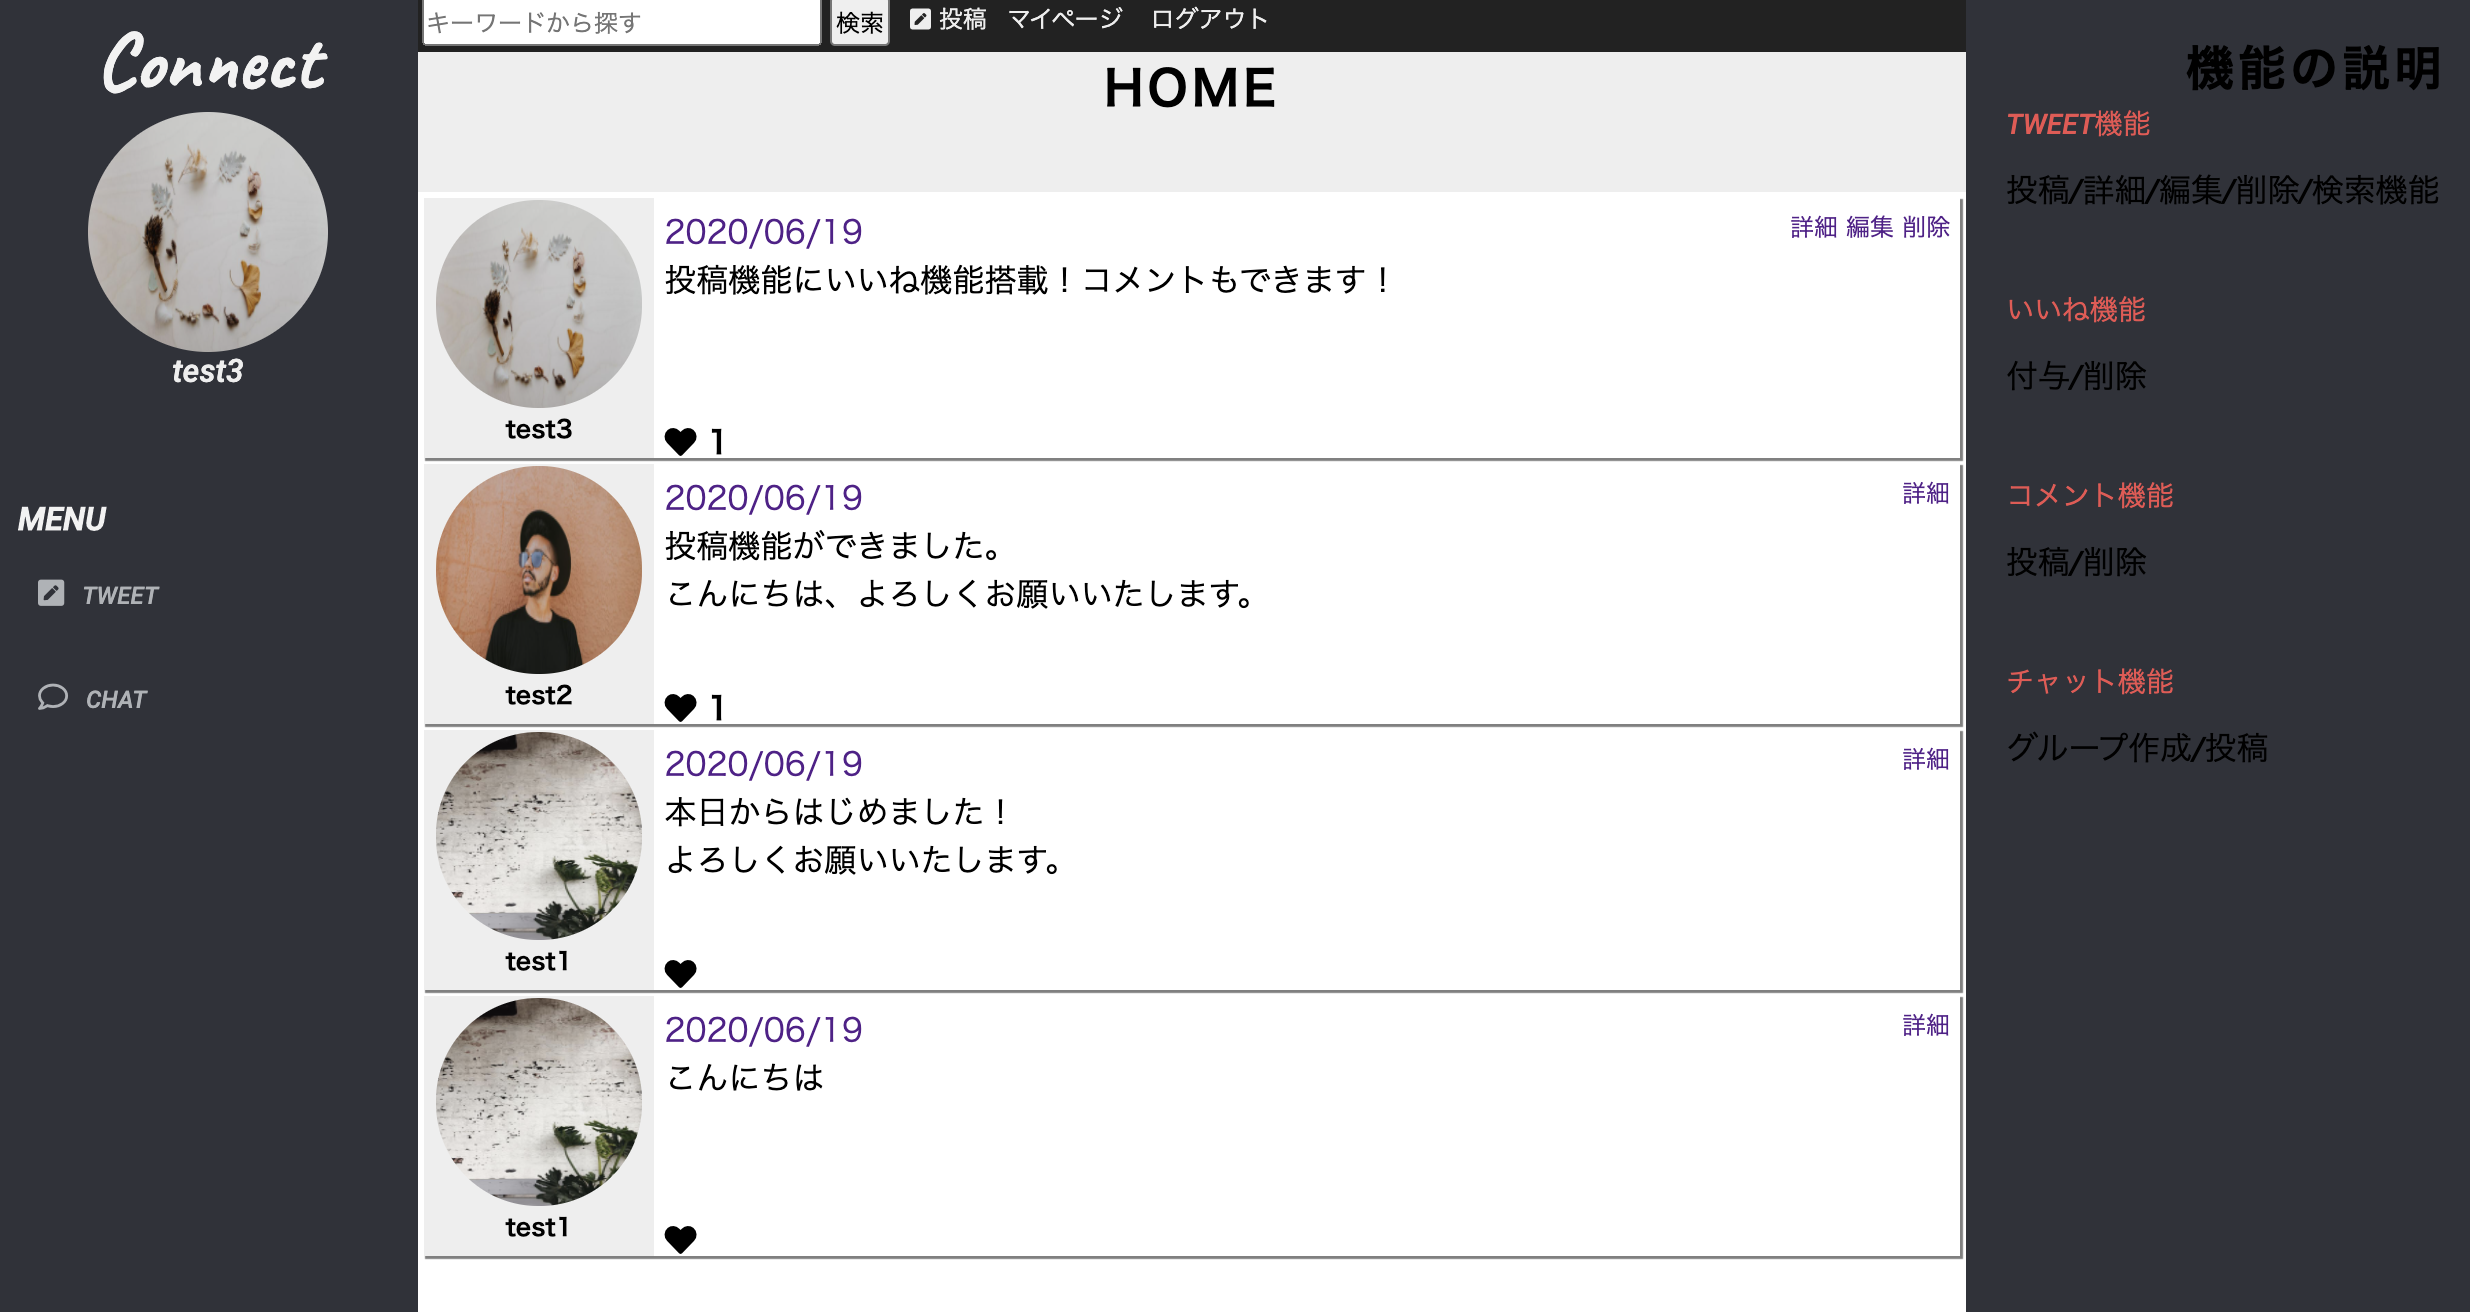 Connect
test3
MENU
TWEET
CHAT
キーワードから探す 検索 投稿 マイページ ログアウト
HOME
2020/06/19 詳細 編集 削除
投稿機能にいいね機能搭載！コメントもできます！
test3
1
2020/06/19 詳細
投稿機能ができました。
こんにちは、よろしくお願いいたします。
test2
1
2020/06/19 詳細
本日からはじめました！
よろしくお願いいたします。
test1
2020/06/19 詳細
こんにちは
test1
機能の説明
TWEET機能
投稿/詳細/編集/削除/検索機能
いいね機能
付与/削除
コメント機能
投稿/削除
チャット機能
グループ作成/投稿